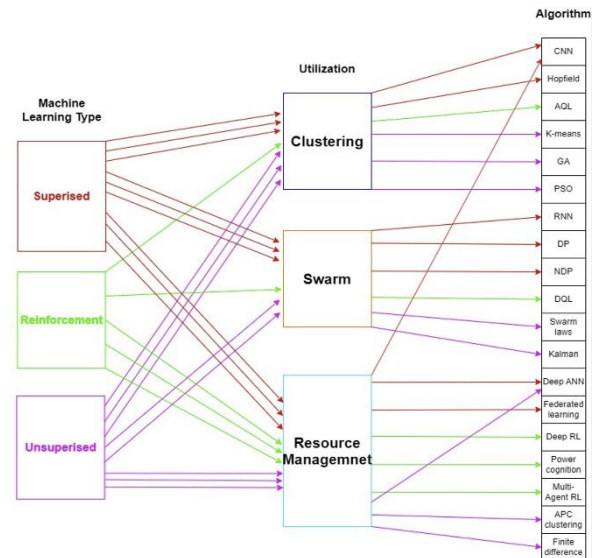 Algorithm
Utilization
Machine
Learning Type
Superised
Reinforcement
Unsuperised
Clustering
Swarm
Resource
Managemnet
CNN
Hopfield
AQL
K-means
GA
PSO
RNN
DP
NDP
DQL
Swarm
laws
Kalman
Deep ANN
Federated
learning
Deep RL
Power
cognition
Multi-
Agent RL
APC
clustering
Finite
difference